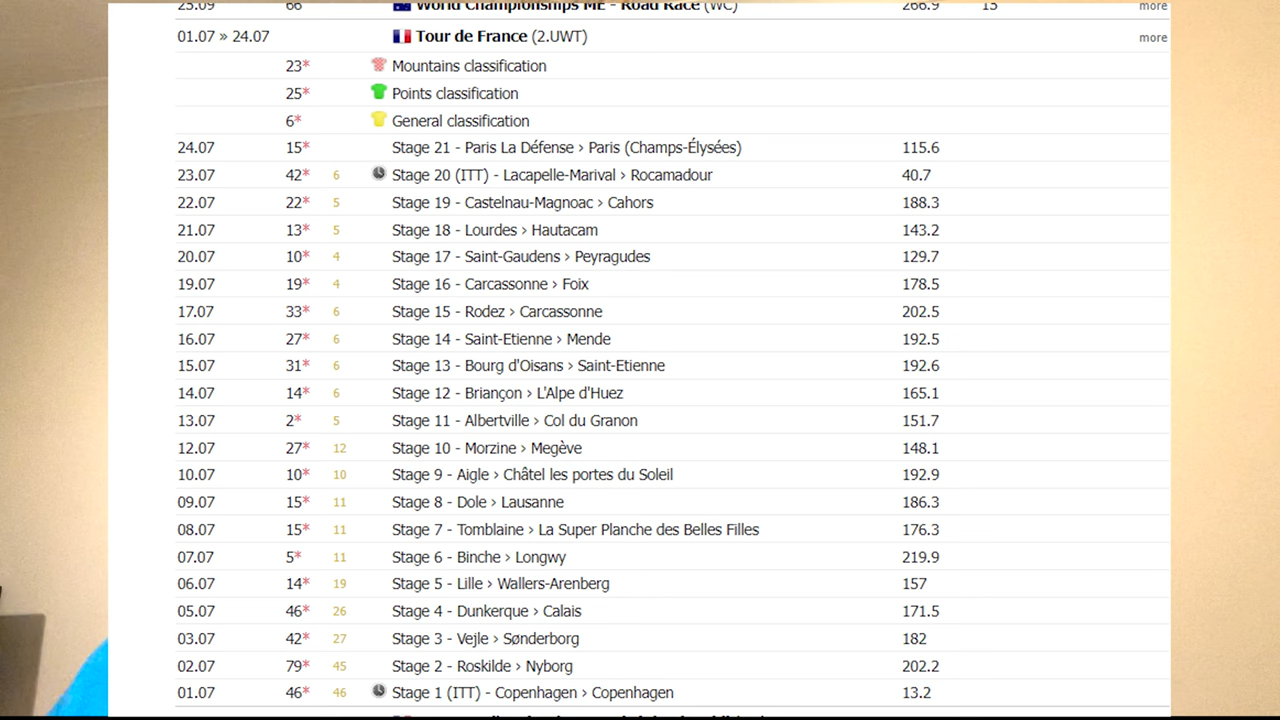 25.09 66 World Championships ME - Road Race (WC) 266.9 15 more
01.07 » 24.07 Tour de France (2.UWT) more
23* Mountains classification
25* Points classification
6* General classification
24.07 15* Stage 21 - Paris La Défense › Paris (Champs-Élysées) 115.6
23.07 42* 6 Stage 20 (ITT) - Lacapelle-Marival › Rocamadour 40.7
22.07 22* 5 Stage 19 - Castelnau-Magnoac › Cahors 188.3
21.07 13* 5 Stage 18 - Lourdes › Hautacam 143.2
20.07 10* 4 Stage 17 - Saint-Gaudens › Peyragudes 129.7
19.07 19* 4 Stage 16 - Carcassonne › Foix 178.5
17.07 33* 6 Stage 15 - Rodez › Carcassonne 202.5
16.07 27* 6 Stage 14 - Saint-Etienne › Mende 192.5
15.07 31* 6 Stage 13 - Bourg d'Oisans › Saint-Etienne 192.6
14.07 14* 6 Stage 12 - Briançon › L'Alpe d'Huez 165.1
13.07 2* 5 Stage 11 - Albertville › Col du Granon 151.7
12.07 27* 12 Stage 10 - Morzine › Megève 148.1
10.07 10* 10 Stage 9 - Aigle › Châtel les portes du Soleil 192.9
09.07 15* 11 Stage 8 - Dole › Lausanne 186.3
08.07 15* 11 Stage 7 - Tomblaine › La Super Planche des Belles Filles 176.3
07.07 5* 11 Stage 6 - Binche › Longwy 219.9
06.07 14* 19 Stage 5 - Lille › Wallers-Arenberg 157
05.07 46* 26 Stage 4 - Dunkerque › Calais 171.5
03.07 42* 27 Stage 3 - Vejle › Sønderborg 182
02.07 79* 45 Stage 2 - Roskilde › Nyborg 202.2
01.07 46* 46 Stage 1 (ITT) - Copenhagen › Copenhagen 13.2